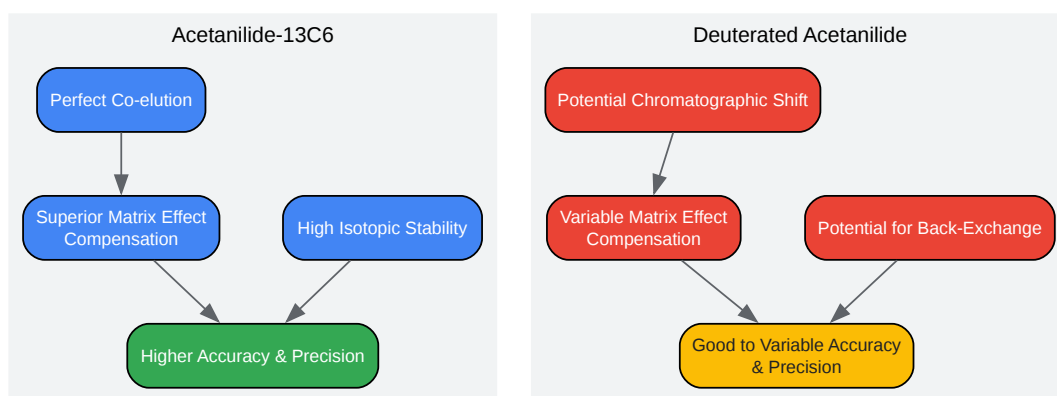 Acetanilide-13C6
Perfect Co-elution
Superior Matrix Effect
Compensation
High Isotopic Stability
Higher Accuracy & Precision
Deuterated Acetanilide
Potential Chromatographic Shift
Variable Matrix Effect
Compensation
Potential for Back-Exchange
Good to Variable Accuracy
& Precision